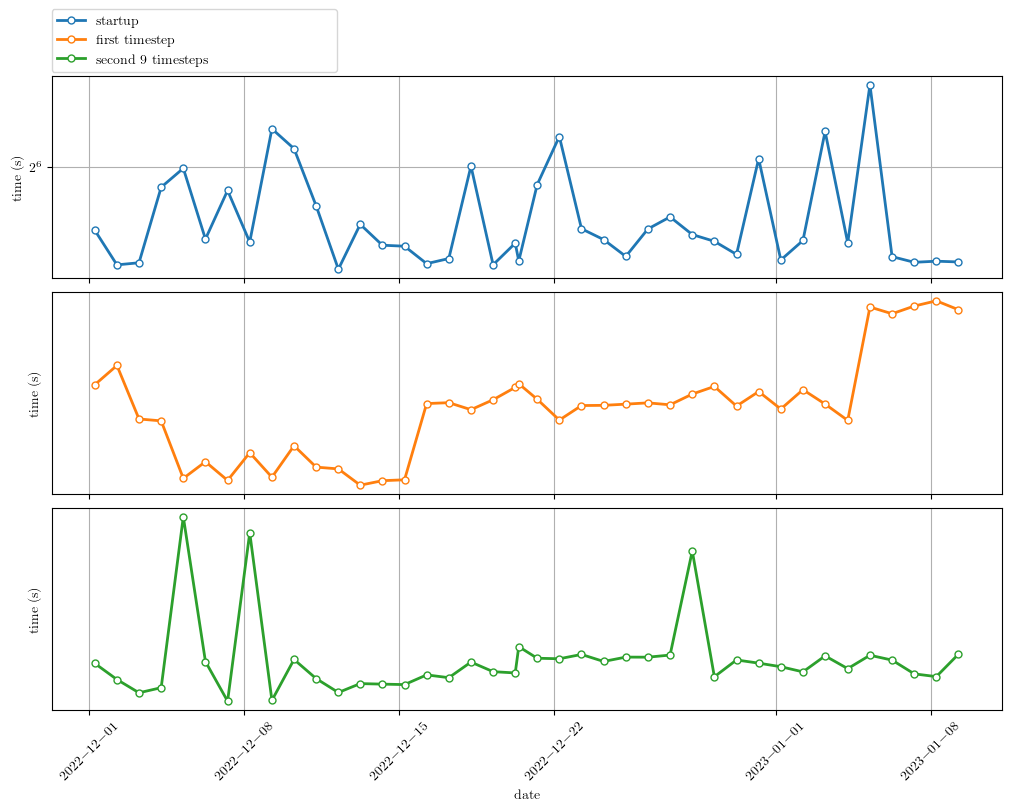 startup
first timestep
second 9 timesteps
time (s)
2⁶
time (s)
time (s)
2022−12−01
2022−12−08
2022−12−15
2022−12−22
2023−01−01
2023−01−08
date